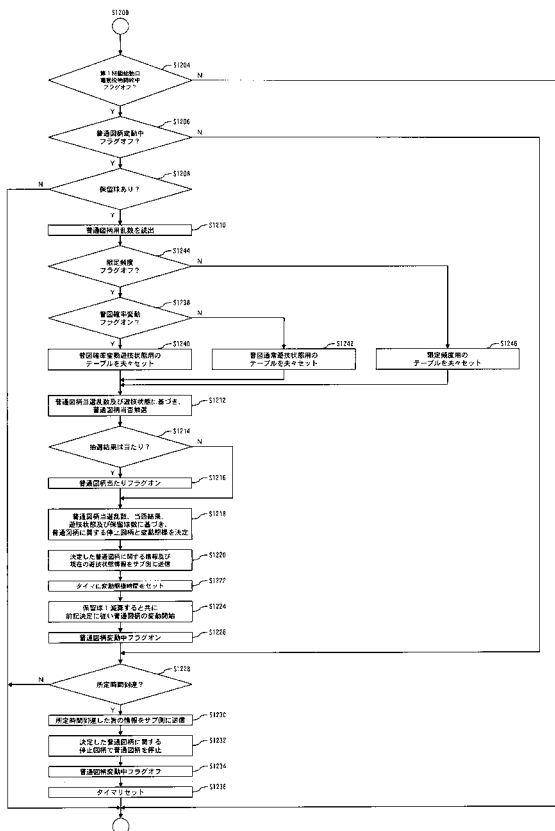 S1200
S1204
電動役物開放中
フラグオフ?
N
Y
S1206
普通図柄変動中
フラグオフ?
N
Y
S1208
保留球あり?
N
Y
S1210
普通図柄用乱数を読出
S1244
限定頻度
フラグオフ?
N
Y
S1238
普図確率変動
フラグオン?
N
Y
S1240
普図確率変動遊技状態用の
テーブルを夫々セット
S1242
普図通常遊技状態用の
テーブルを夫々セット
S1246
限定頻度用の
テーブルを夫々セット
S1212
普通図柄当選乱数及び遊技状態に基づき、
普通図柄当否抽選
S1214
抽選結果は当たり?
N
Y
S1216
普通図柄当たりフラグオン
S1218
普通図柄当選乱数、当否結果、
遊技状態及び保留球数に基づき、
普通図柄に関する停止図柄と変動態様を決定
S1220
決定した普通図柄に関する情報及び
現在の遊技状態情報をサブ側に送信
S1222
タイマに変動態様時間をセット
S1224
保留球1減算すると共に
前記決定に従い普通図柄の変動開始
S1226
普通図柄変動中フラグオン
S1228
所定時間到達?
N
Y
S1230
所定時間到達した旨の情報をサブ側に送信
S1232
決定した普通図柄に関する
停止図柄で普通図柄を停止
S1234
普通図柄変動中フラグオフ
S1236
タイマリセット